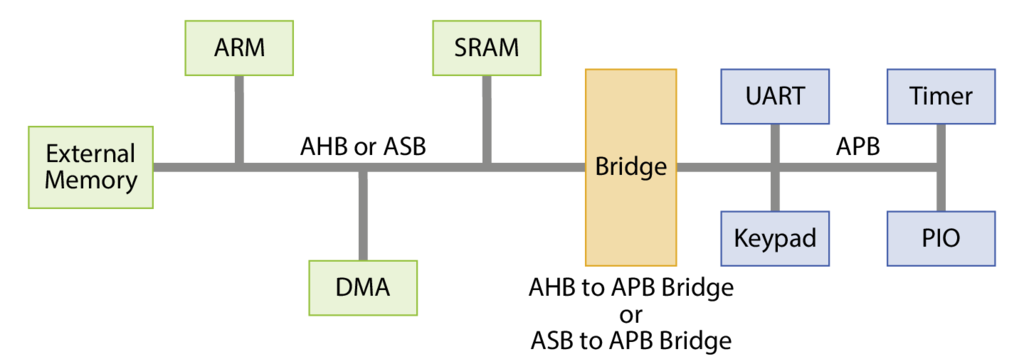 ARM
SRAM
External
Memory
AHB or ASB
DMA
Bridge
AHB to APB Bridge
or
ASB to APB Bridge
UART
Timer
APB
Keypad
PIO